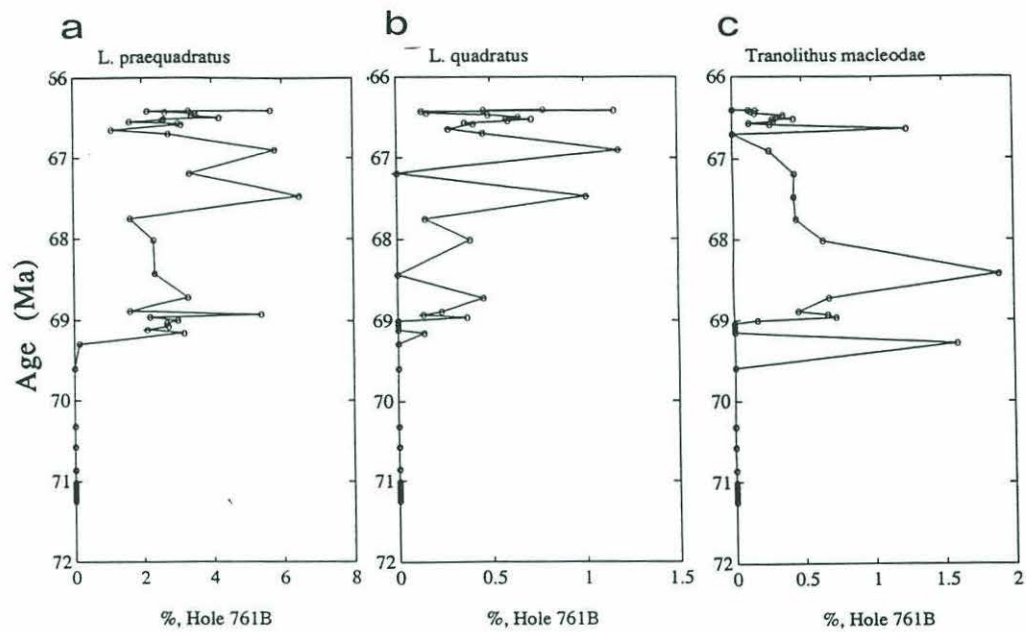 a
b
c
L. praequadratus
L. quadratus
Tranolithus macleodae
Age (Ma)
56
67
68
69
70
71
72
0 2 4 6 8
%, Hole 761B
66
67
68
69
70
71
72
0 0.5 1 1.5
%, Hole 761B
66
67
68
69
70
71
72
0 0.5 1 1.5 2
%, Hole 761B